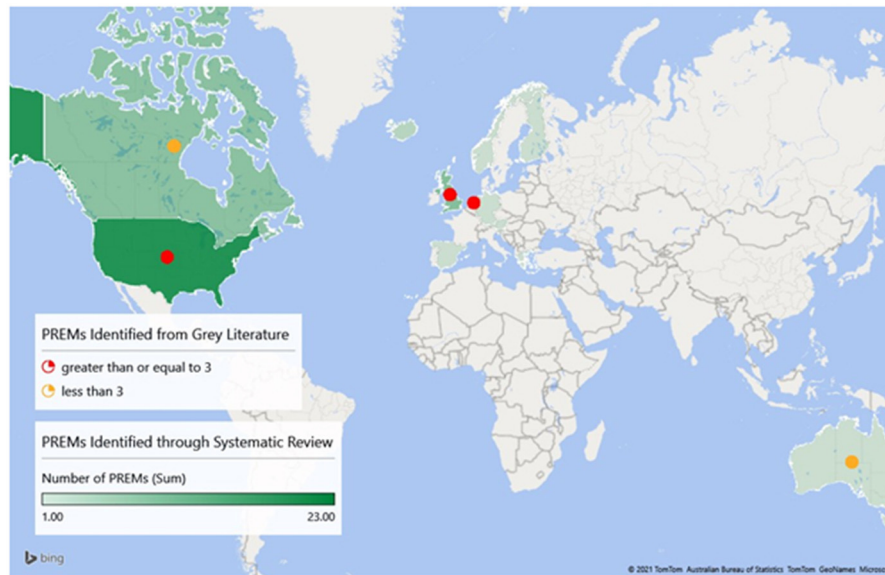 PREMs Identified from Grey Literature
greater than or equal to 3
less than 3
PREMs Identified through Systematic Review
Number of PREMs (Sum)
1.00 23.00
bing
© 2021 TomTom Australian Bureau of Statistics TomTom GeoNames Microso